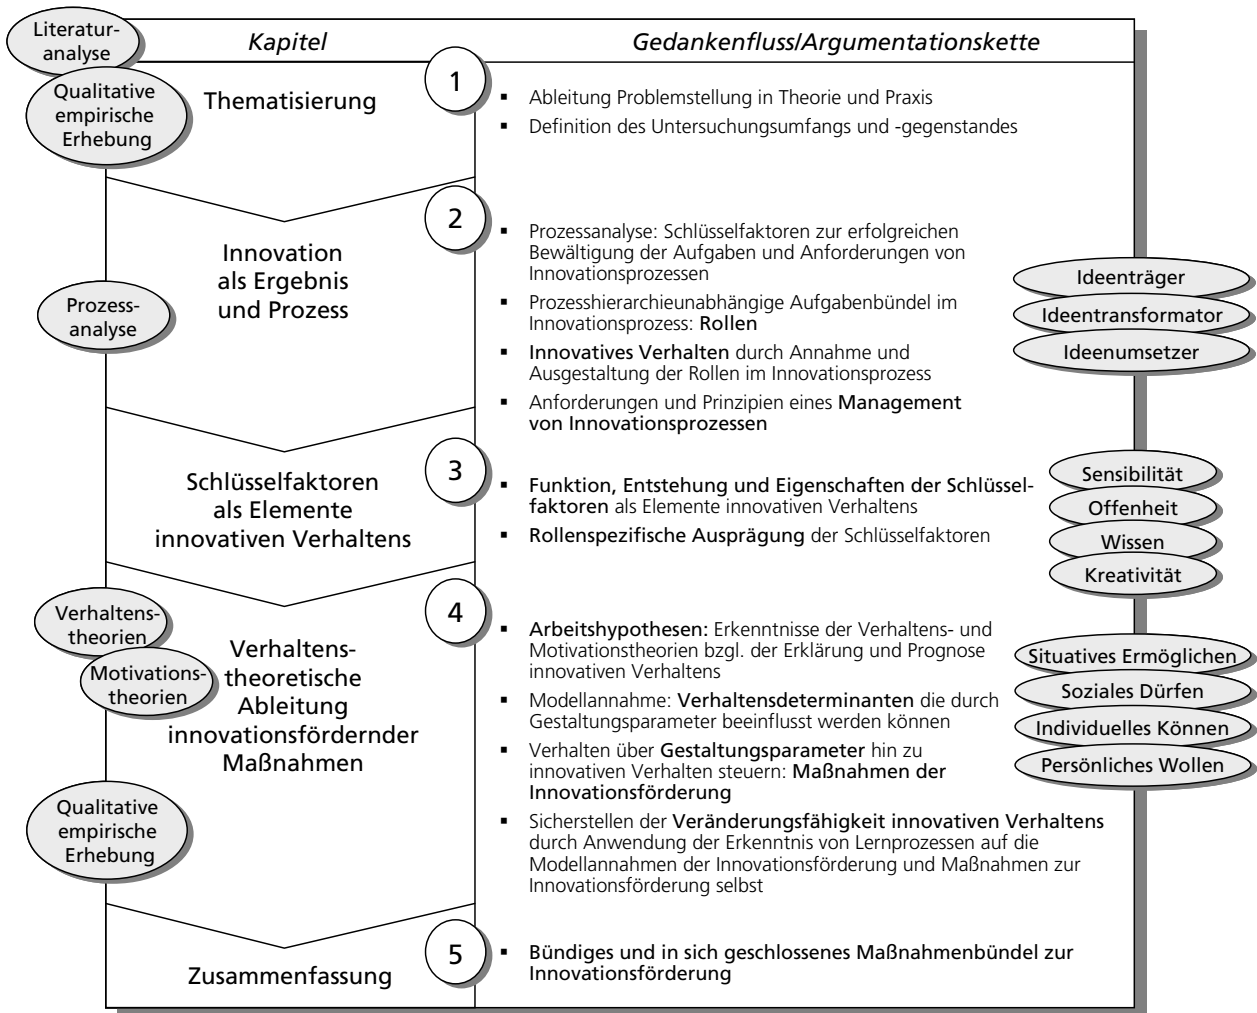 Literatur-
analyse
Kapitel
Gedankenfluss/Argumentationskette
Qualitative
empirische
Erhebung
Thematisierung
1
▪ Ableitung Problemstellung in Theorie und Praxis
▪ Definition des Untersuchungsumfangs und -gegenstandes
Prozess-
analyse
Innovation
als Ergebnis
und Prozess
2
▪ Prozessanalyse: Schlüsselfaktoren zur erfolgreichen
Bewältigung der Aufgaben und Anforderungen von
Innovationsprozessen
▪ Prozesshierarchieunabhängige Aufgabenbündel im
Innovationsprozess: Rollen
▪ Innovatives Verhalten durch Annahme und
Ausgestaltung der Rollen im Innovationsprozess
▪ Anforderungen und Prinzipien eines Management
von Innovationsprozessen
Ideenträger
Ideentransformator
Ideenumsetzer
Schlüsselfaktoren
als Elemente
innovativen Verhaltens
3
▪ Funktion, Entstehung und Eigenschaften der Schlüssel-
faktoren als Elemente innovativen Verhaltens
▪ Rollenspezifische Ausprägung der Schlüsselfaktoren
Sensibilität
Offenheit
Wissen
Kreativität
Verhaltens-
theorien
Motivations-
theorien
Qualitative
empirische
Erhebung
Verhaltens-
theoretische
Ableitung
innovationsfördernder
Maßnahmen
4
▪ Arbeitshypothesen: Erkenntnisse der Verhaltens- und
Motivationstheorien bzgl. der Erklärung und Prognose
innovativen Verhaltens
▪ Modellannahme: Verhaltensdeterminanten die durch
Gestaltungsparameter beeinflusst werden können
▪ Verhalten über Gestaltungsparameter hin zu
innovativen Verhalten steuern: Maßnahmen der
Innovationsförderung
▪ Sicherstellen der Veränderungsfähigkeit innovativen Verhaltens
durch Anwendung der Erkenntnis von Lernprozessen auf die
Modellannahmen der Innovationsförderung und Maßnahmen zur
Innovationsförderung selbst
Situatives Ermöglichen
Soziales Dürfen
Individuelles Können
Persönliches Wollen
Zusammenfassung
5
▪ Bündiges und in sich geschlossenes Maßnahmenbündel zur
Innovationsförderung